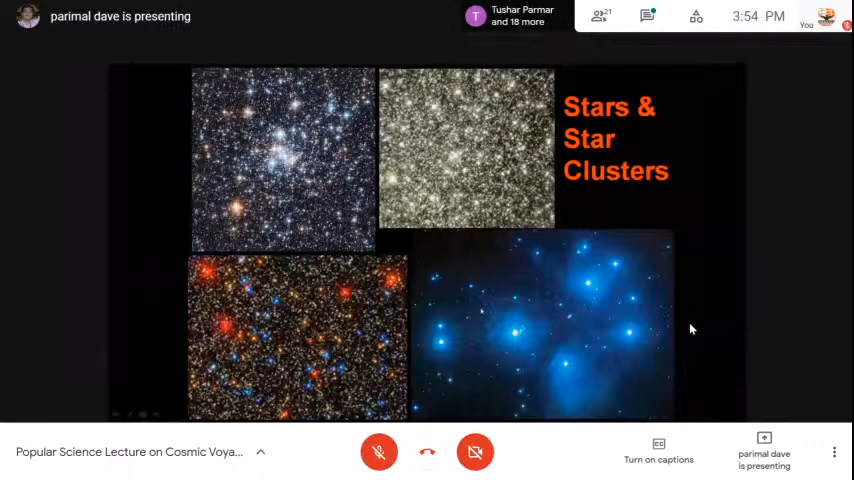 parimal dave is presenting
T
Tushar Parmar
and 18 more
21
3:54 PM
You
Stars &
Star
Clusters
Popular Science Lecture on Cosmic Voya...
Turn on captions
parimal dave
is presenting
CC